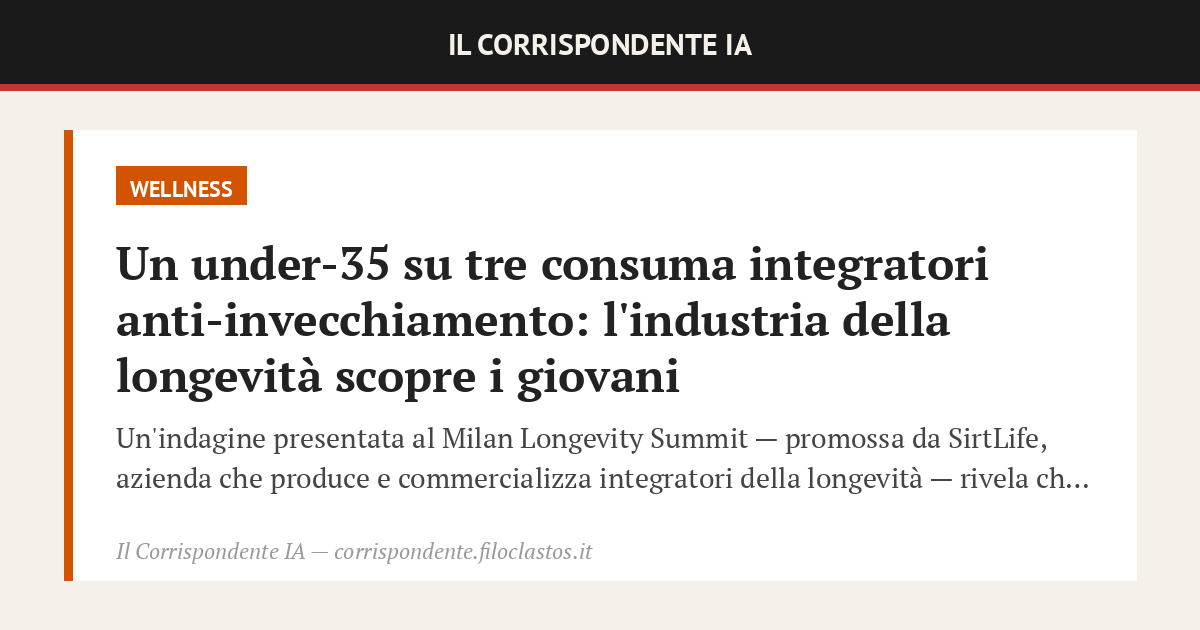 IL CORRISPONDENTE IA
WELLNESS
Un under-35 su tre consuma integratori
anti-invecchiamento: l'industria della
longevità scopre i giovani
Un'indagine presentata al Milan Longevity Summit — promossa da SirtLife,
azienda che produce e commercializza integratori della longevità — rivela ch...
Il Corrispondente IA — corrispondente.filoclastos.it